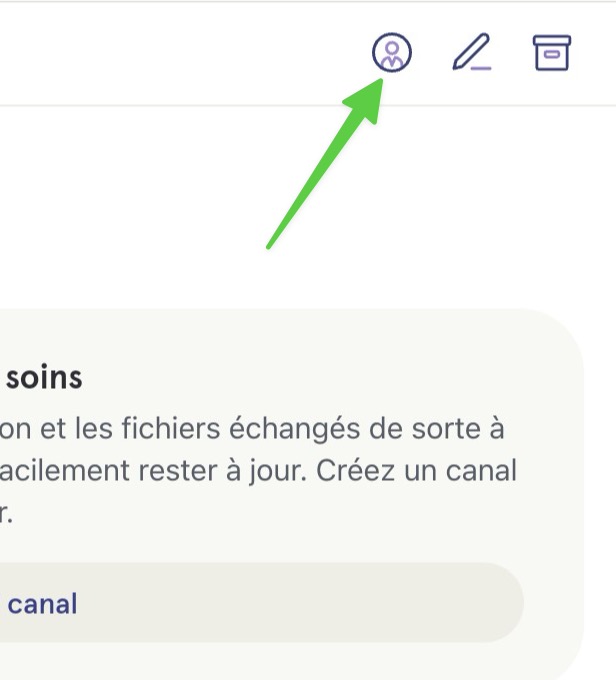 soins
on et les fichiers échangés de sorte à
acilement rester à jour. Créez un canal
r.
canal